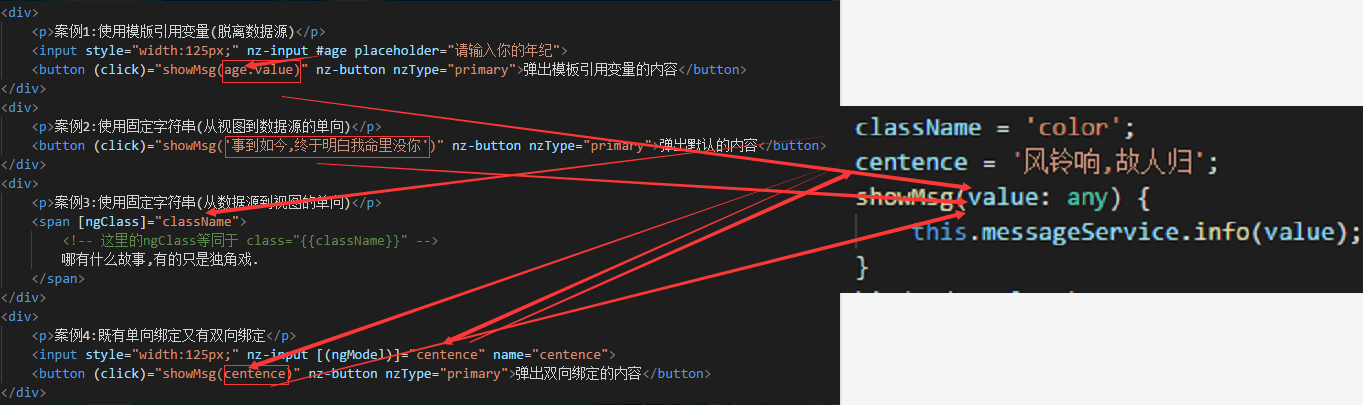 <div>
<p>案例1:使用模版引用变量(脱离数据源)</p>
<input style="width:125px;" nz-input #age placeholder="请输入你的年纪">
<button (click)="showMsg(age.value)" nz-button nzType="primary">弹出模板引用变量的内容</button>
</div>
<div>
<p>案例2:使用固定字符串(从视图到数据源的单向)</p>
<button (click)="showMsg('事到如今,终于明白我命里没你')" nz-button nzType="primary">弹出默认的内容</button>
</div>
<div>
<p>案例3:使用固定字符串(从数据源到视图的单向)</p>
<span [ngClass]="className">
<!-- 这里的ngClass等同于 class="{{className}}" -->
哪有什么故事,有的只是独角戏.
</span>
</div>
<div>
<p>案例4:既有单向绑定又有双向绑定</p>
<input style="width:125px;" nz-input [(ngModel)]="centence" name="centence">
<button (click)="showMsg(centence)" nz-button nzType="primary">弹出双向绑定的内容</button>
</div>
className = 'color';
centence = '风铃响,故人归';
showMsg(value: any) {
this.messageService.info(value);
}